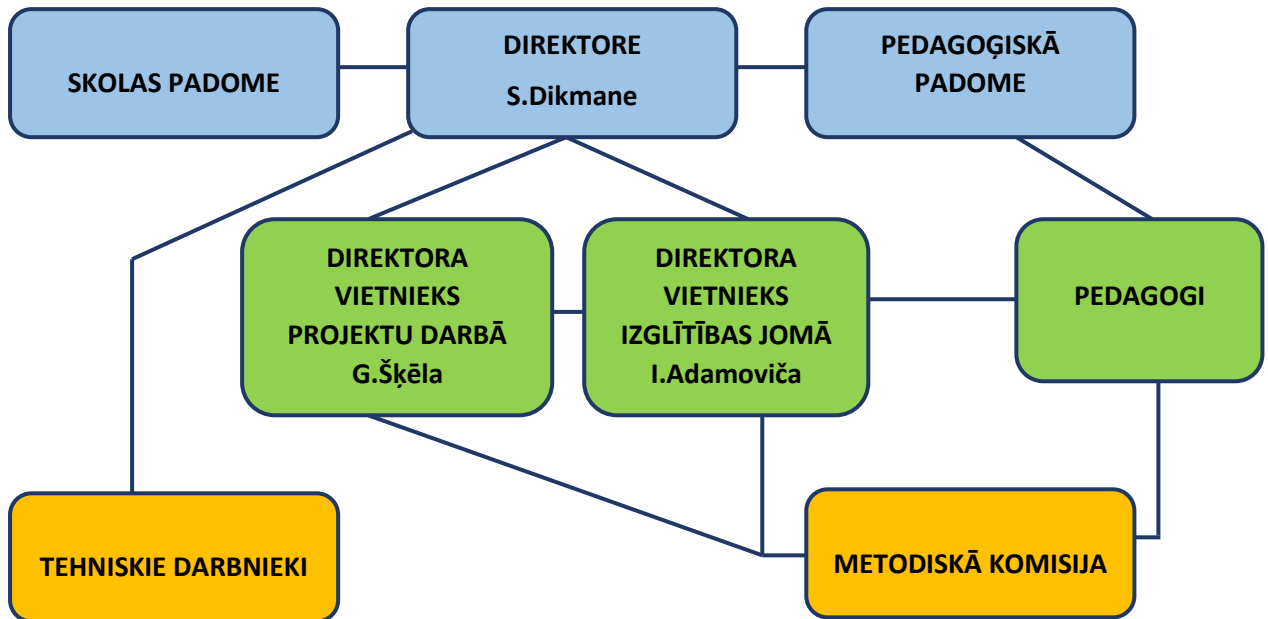 SKOLAS PADOME
DIREKTORE
S.Dikmane
PEDAGOĢISKĀ
PADOME
DIREKTORA
VIETNIEKS
PROJEKTU DARBĀ
G.Šķēla
DIREKTORA
VIETNIEKS
IZGLĪTĪBAS JOMĀ
I.Adamoviča
PEDAGOGI
TEHNISKIE DARBNIEKI
METODISKĀ KOMISIJA